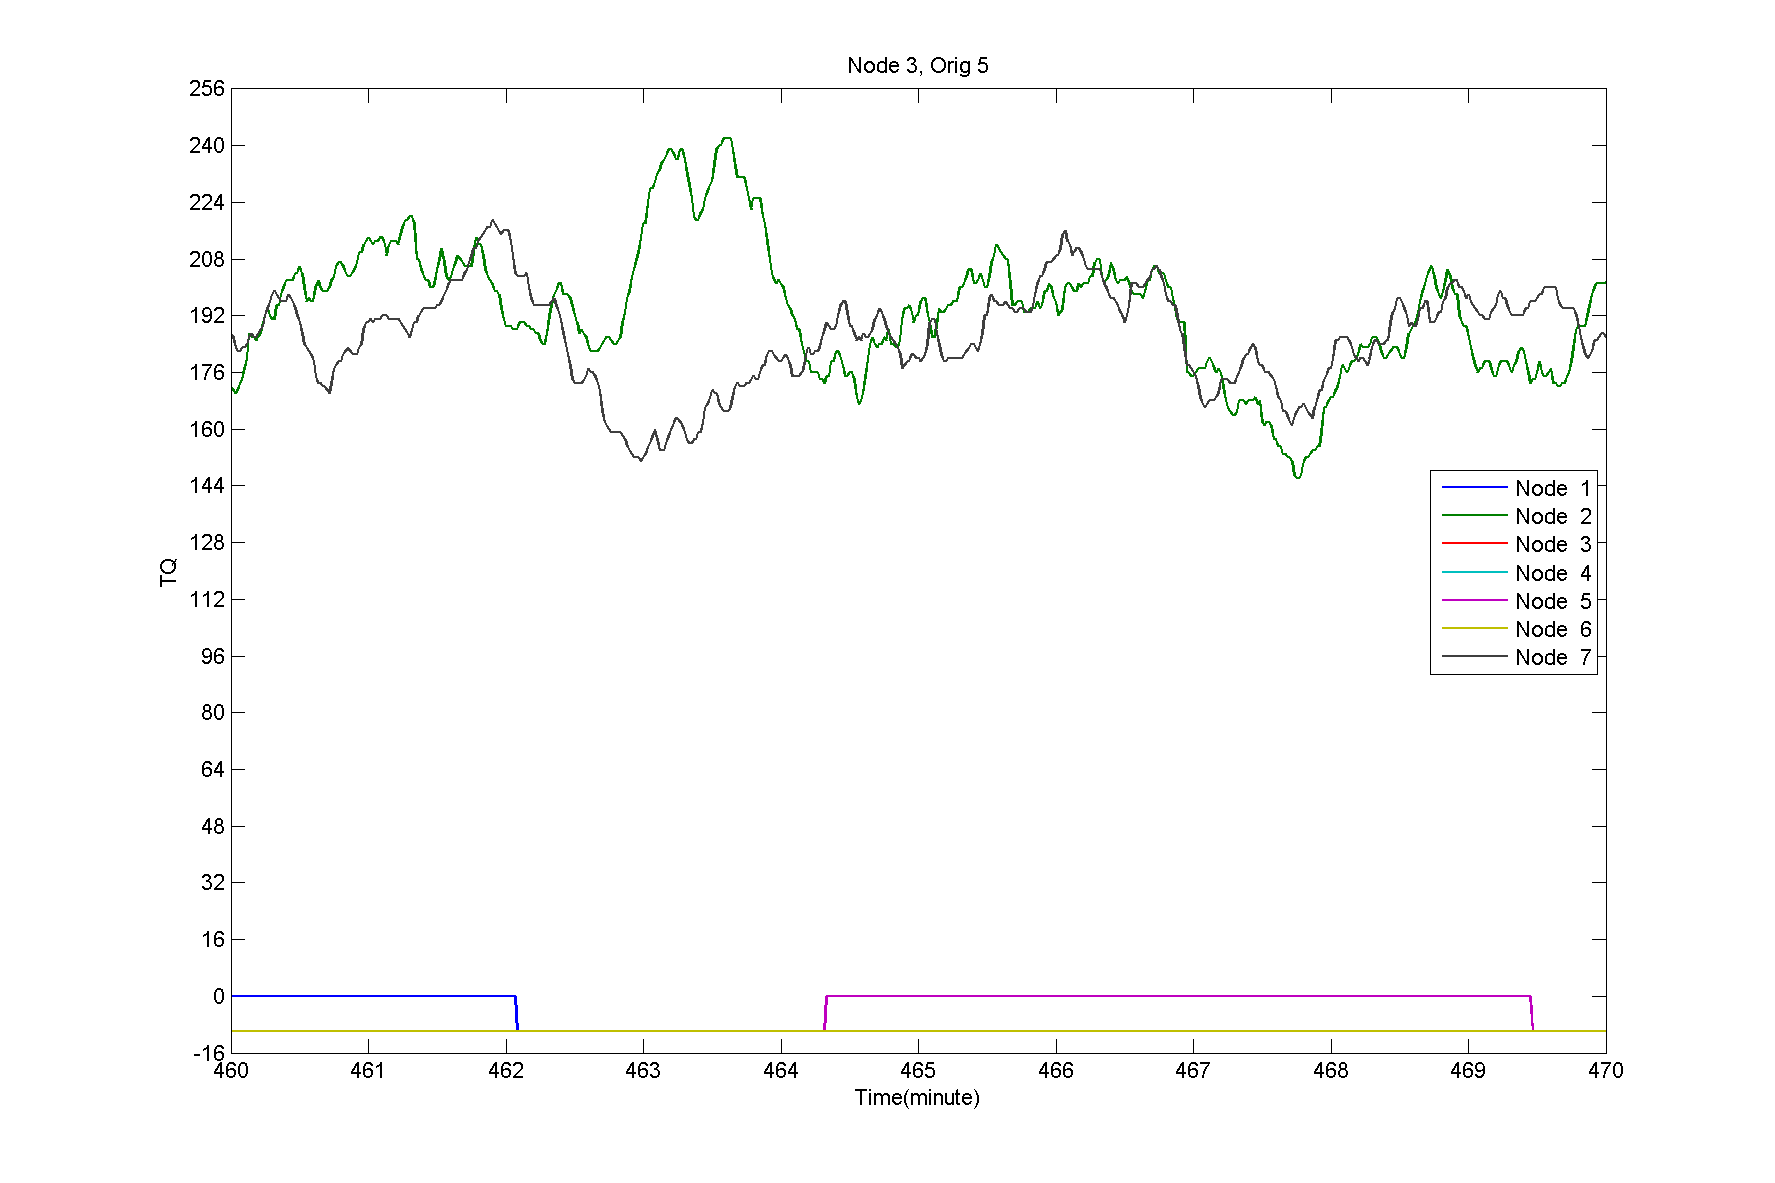 Node 3, Orig 5
256
240
224
208
192
176
160
144
128
112
96
80
64
48
32
16
0
-16
TQ
Node 1
Node 2
Node 3
Node 4
Node 5
Node 6
Node 7
460 461 462 463 464 465 466 467 468 469 470
Time(minute)